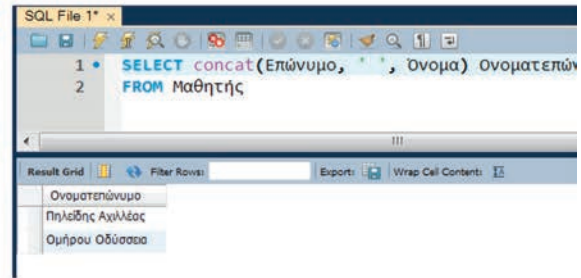 SQL File 1* ×
1 • SELECT concat(Επώνυμο, ' ', Όνομα) Ονοματεπών
2 FROM Μαθητής
Result Grid Filter Rows: Export: Wrap Cell Content:
Ονοματεπώνυμο
Πηλείδης Αχιλλέας
Ομήρου Οδύσσεια